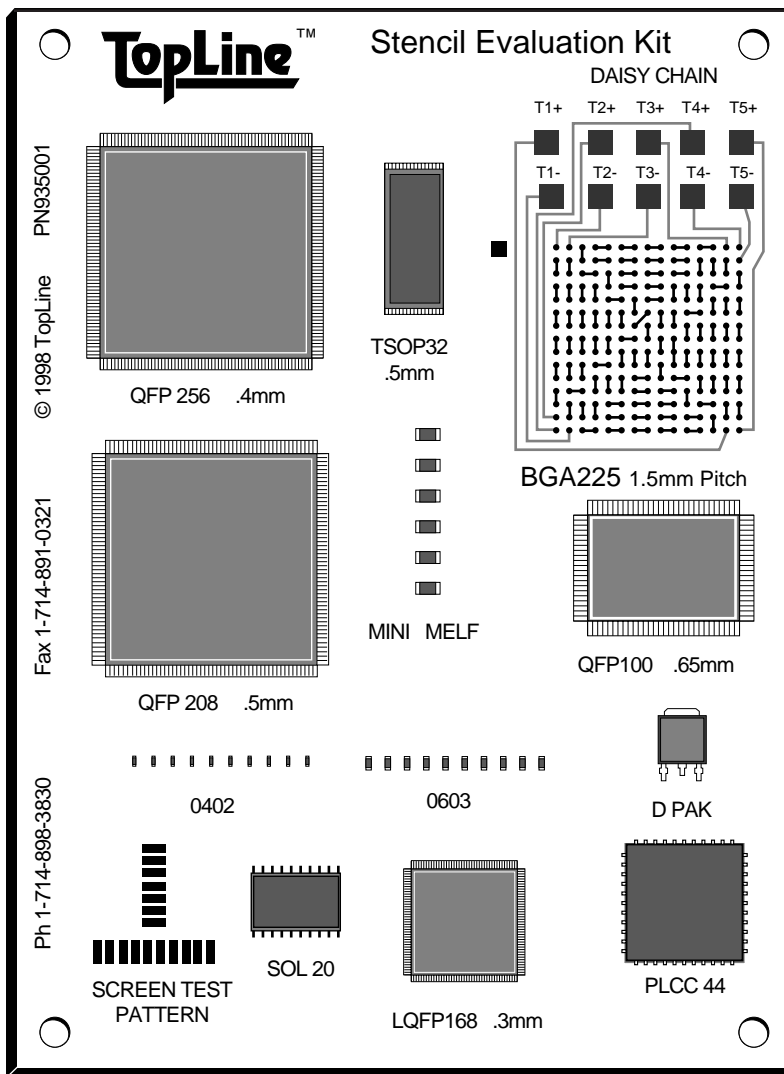 TopLine™
Stencil Evaluation Kit
DAISY CHAIN
T1+ T2+ T3+ T4+ T5+
T1- T2- T3- T4- T5-
PN935001
© 1998 TopLine
TSOP32
.5mm
QFP 256 .4mm
BGA225 1.5mm Pitch
Fax 1-714-891-0321
MINI MELF
QFP100 .65mm
QFP 208 .5mm
0402
0603
D PAK
Ph 1-714-898-3830
SOL 20
SCREEN TEST
PATTERN
LQFP168 .3mm
PLCC 44